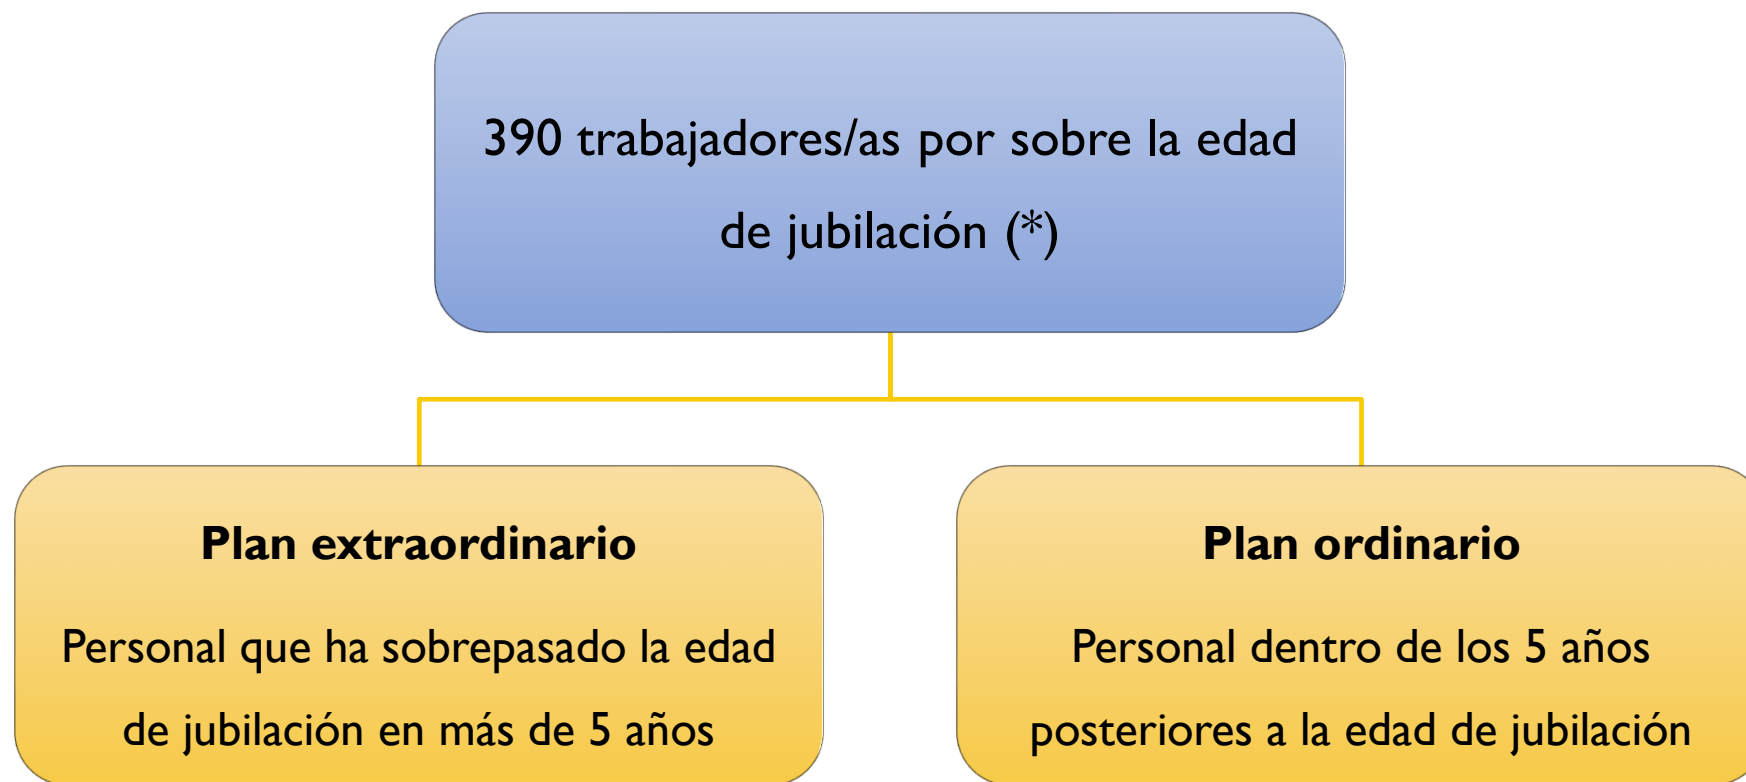 390 trabajadores/as por sobre la edad
de jubilación (*)
Plan extraordinario
Personal que ha sobrepasado la edad
de jubilación en más de 5 años
Plan ordinario
Personal dentro de los 5 años
posteriores a la edad de jubilación